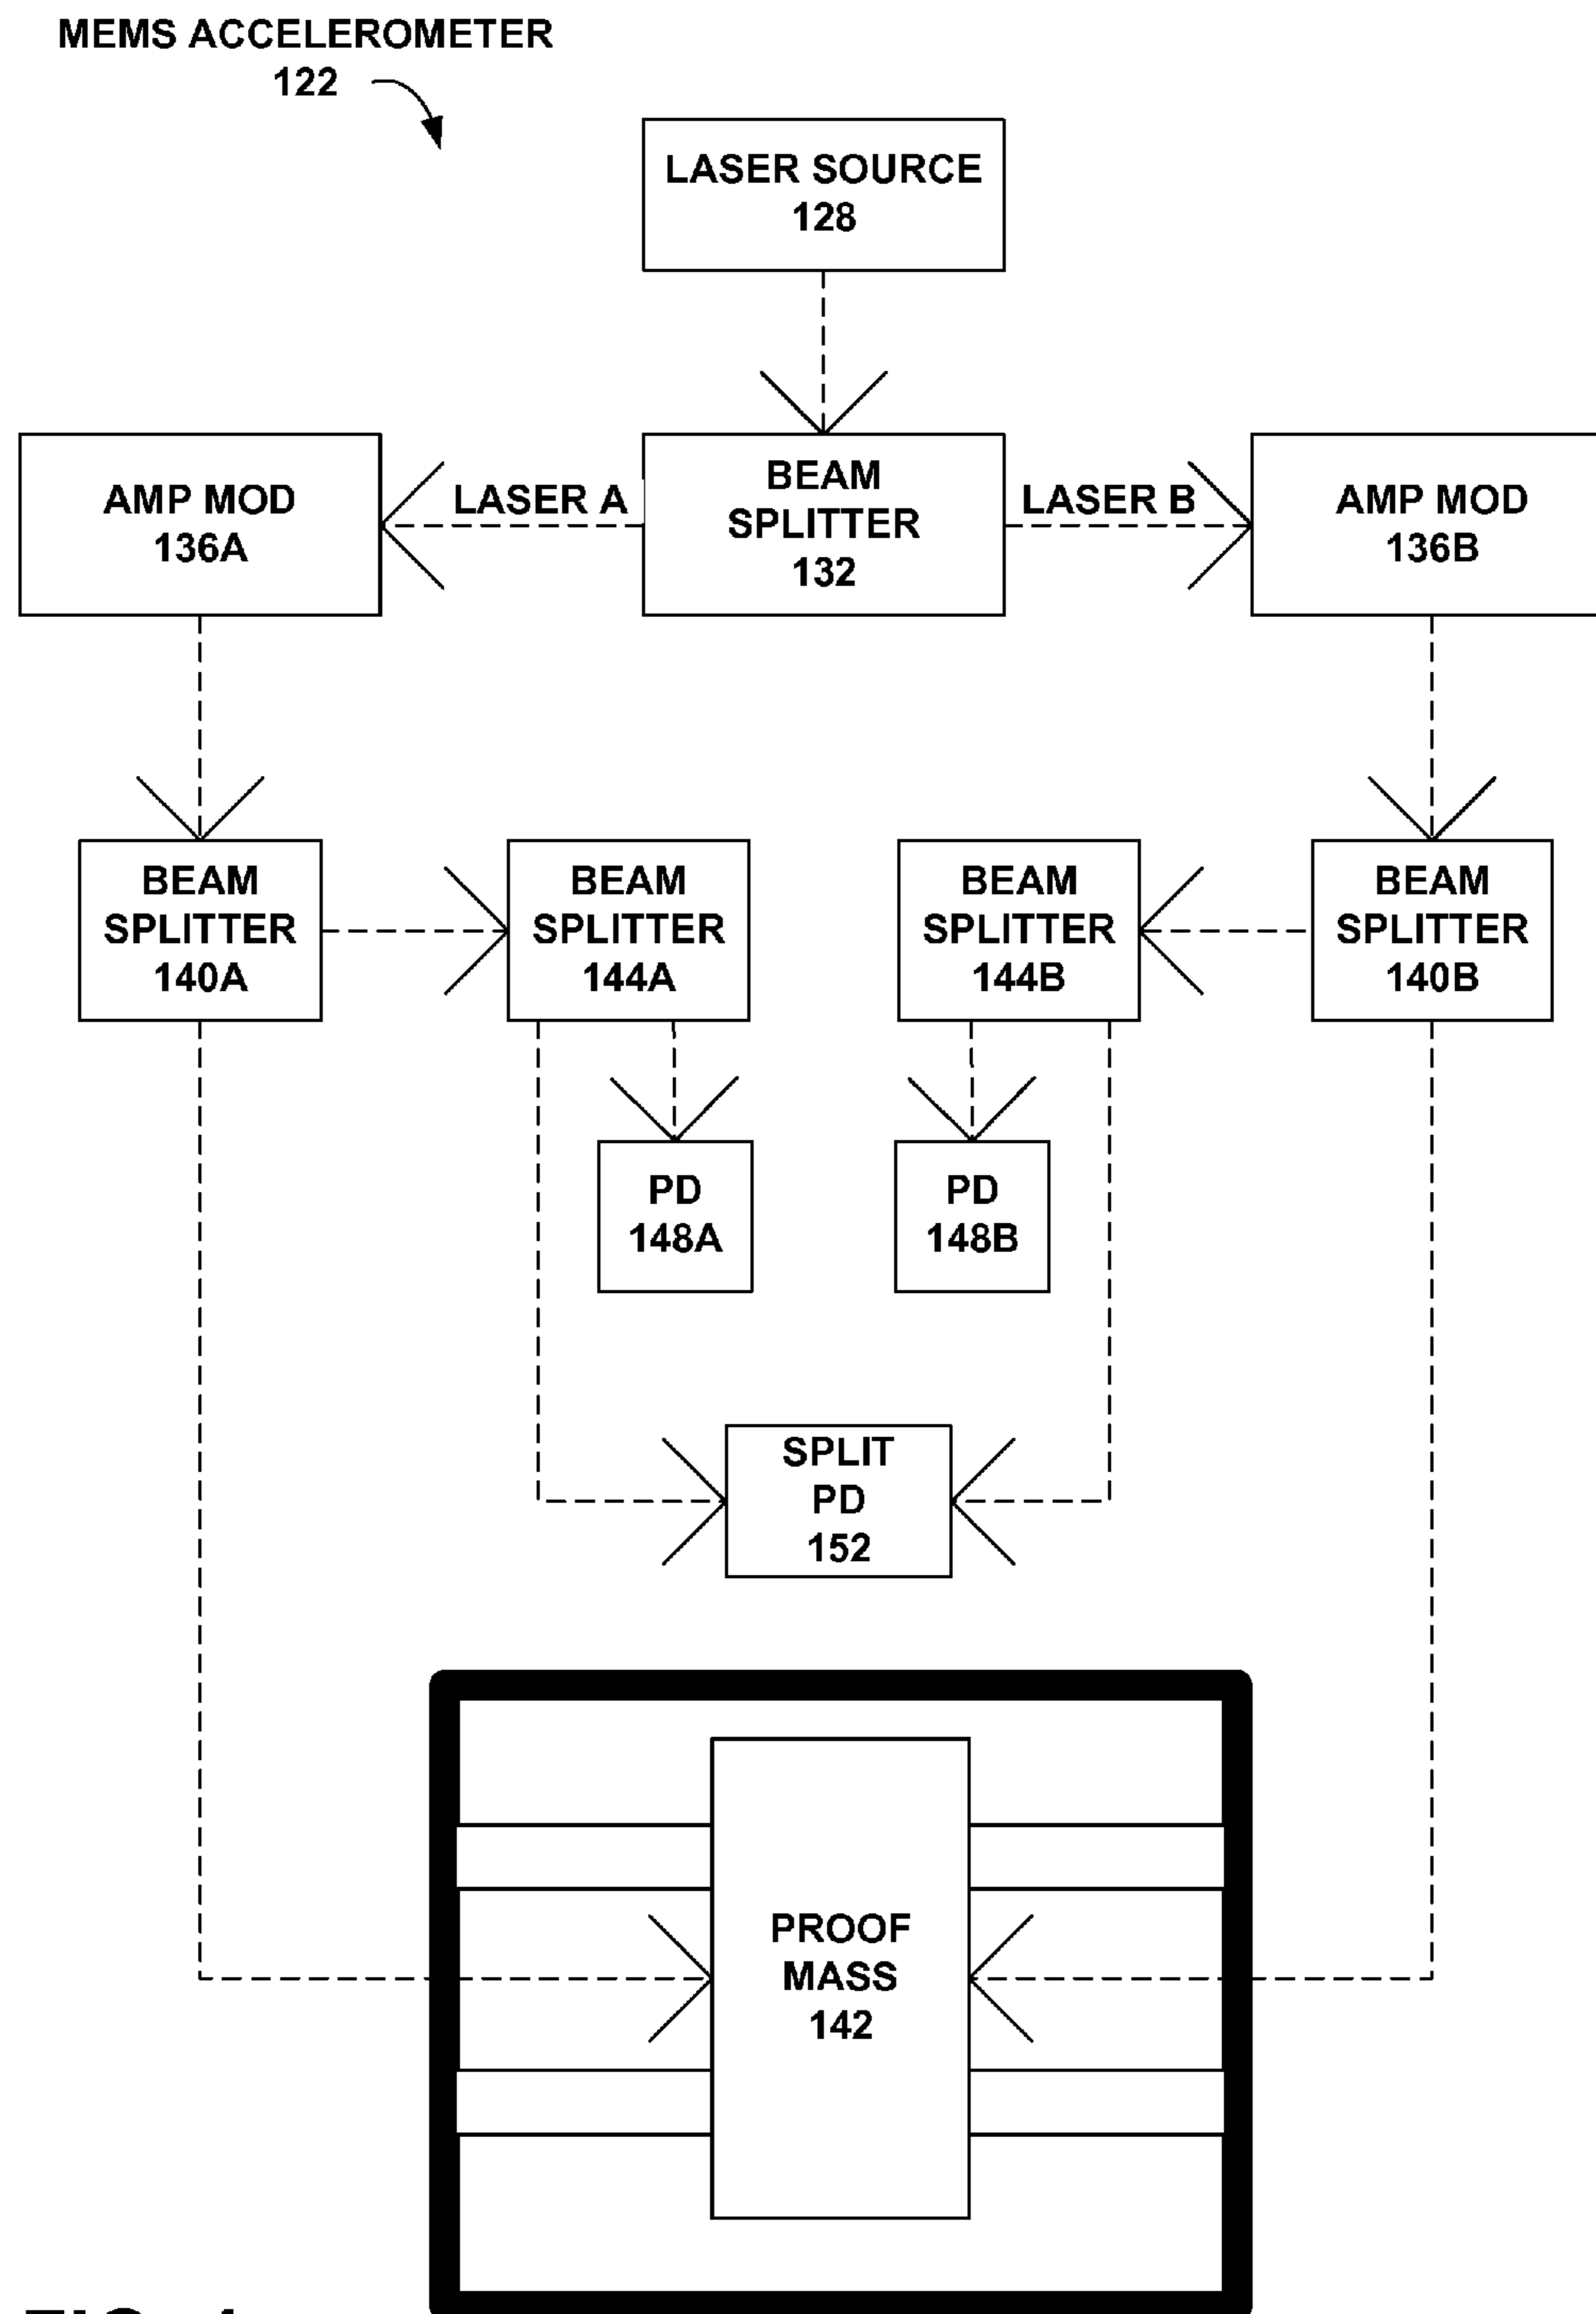 MEMS ACCELEROMETER
122
LASER SOURCE
128
AMP MOD
136A
LASER A
BEAM
SPLITTER
132
LASER B
AMP MOD
136B
BEAM
SPLITTER
140A
BEAM
SPLITTER
144A
BEAM
SPLITTER
144B
BEAM
SPLITTER
140B
PD
148A
PD
148B
SPLIT
PD
152
PROOF
MASS
142